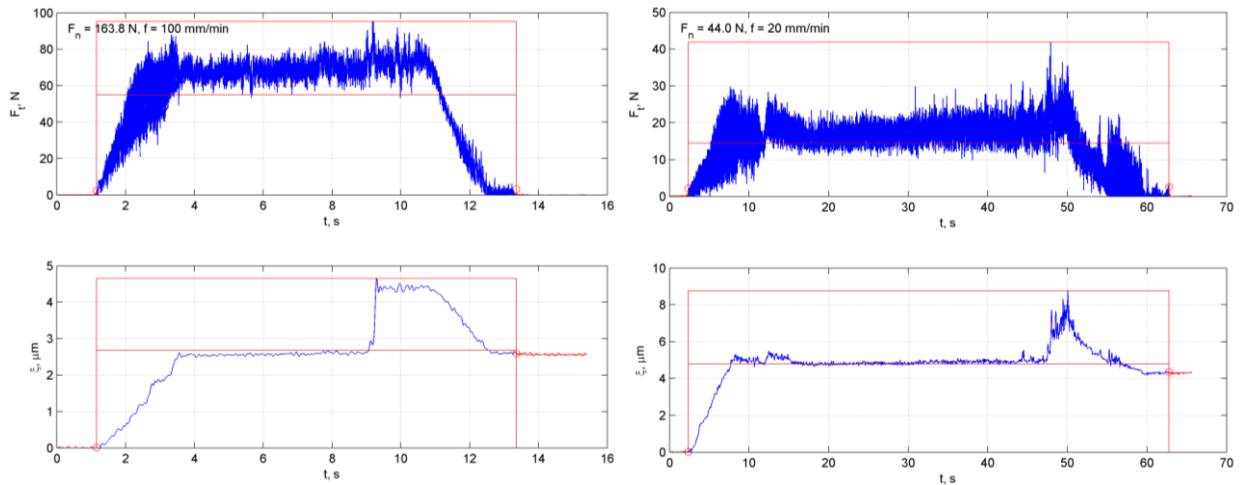 F_n = 163.8 N, f = 100 mm/min
100
80
60
40
20
0
F_t, N
0 2 4 6 8 10 12 14 16
t, s
F_n = 44.0 N, f = 20 mm/min
50
40
30
20
10
0
F_t, N
0 10 20 30 40 50 60 70
t, s
5
4
3
2
1
0
ξ, μm
0 2 4 6 8 10 12 14 16
t, s
10
8
6
4
2
0
ξ, μm
0 10 20 30 40 50 60 70
t, s